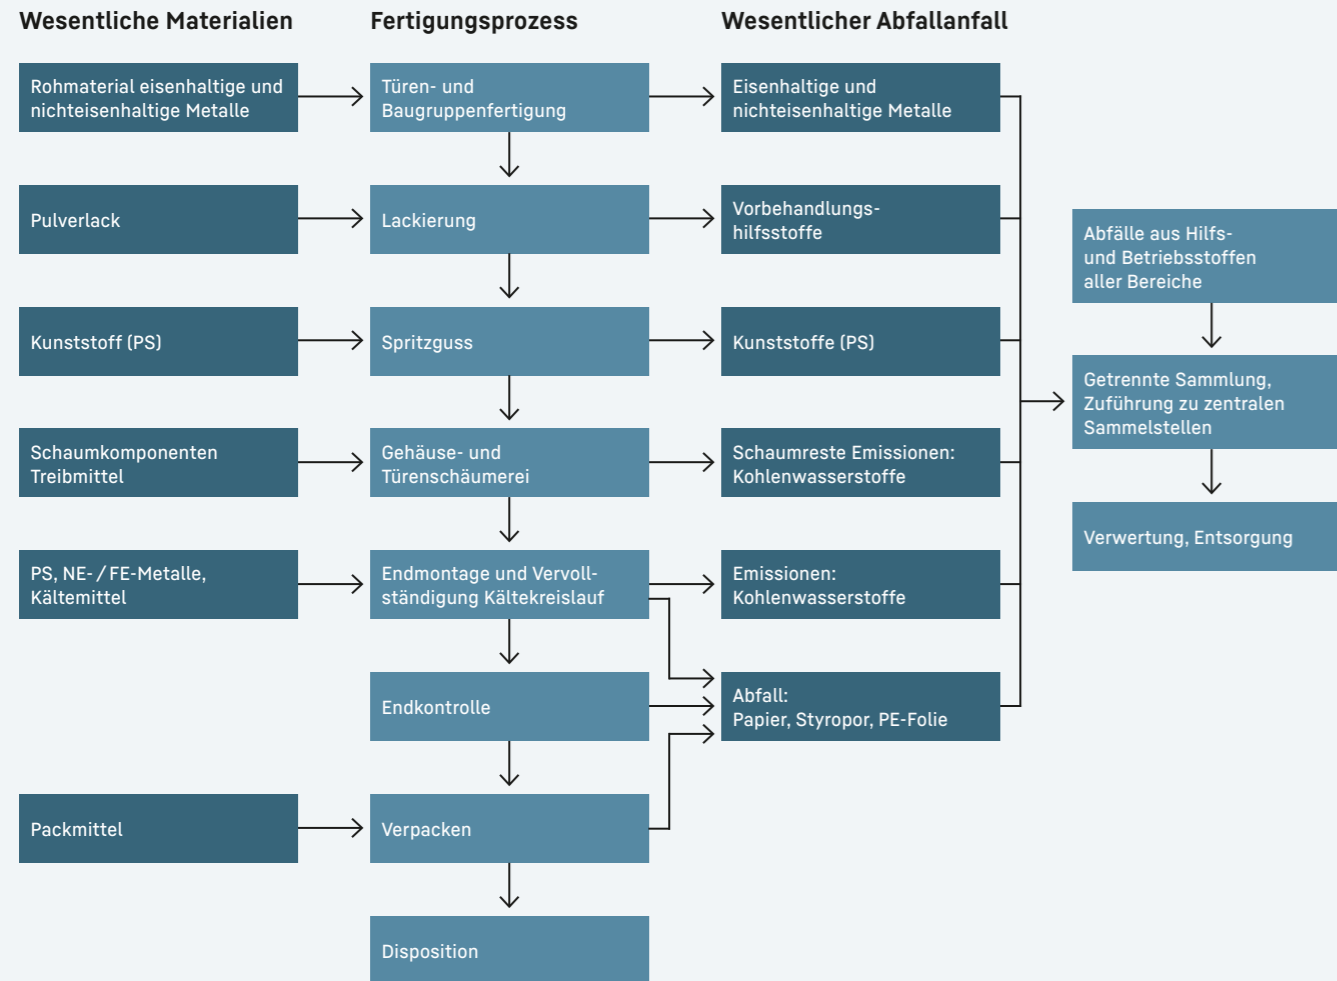 Wesentliche Materialien
Fertigungsprozess
Wesentlicher Abfallanfall
Rohmaterial eisenhaltige und
nichteisenhaltige Metalle
Türen- und
Baugruppenfertigung
Eisenhaltige und
nichteisenhaltige Metalle
Pulverlack
Lackierung
Vorbehandlungs-
hilfsstoffe
Abfälle aus Hilfs-
und Betriebsstoffen
aller Bereiche
Kunststoff (PS)
Spritzguss
Kunststoffe (PS)
Getrennte Sammlung,
Zuführung zu zentralen
Sammelstellen
Schaumkomponenten
Treibmittel
Gehäuse- und
Türenschäumerei
Schaumreste Emissionen:
Kohlenwasserstoffe
Verwertung, Entsorgung
PS, NE- / FE-Metalle,
Kältemittel
Endmontage und Vervoll-
ständigung Kältekreislauf
Emissionen:
Kohlenwasserstoffe
Endkontrolle
Abfall:
Papier, Styropor, PE-Folie
Packmittel
Verpacken
Disposition